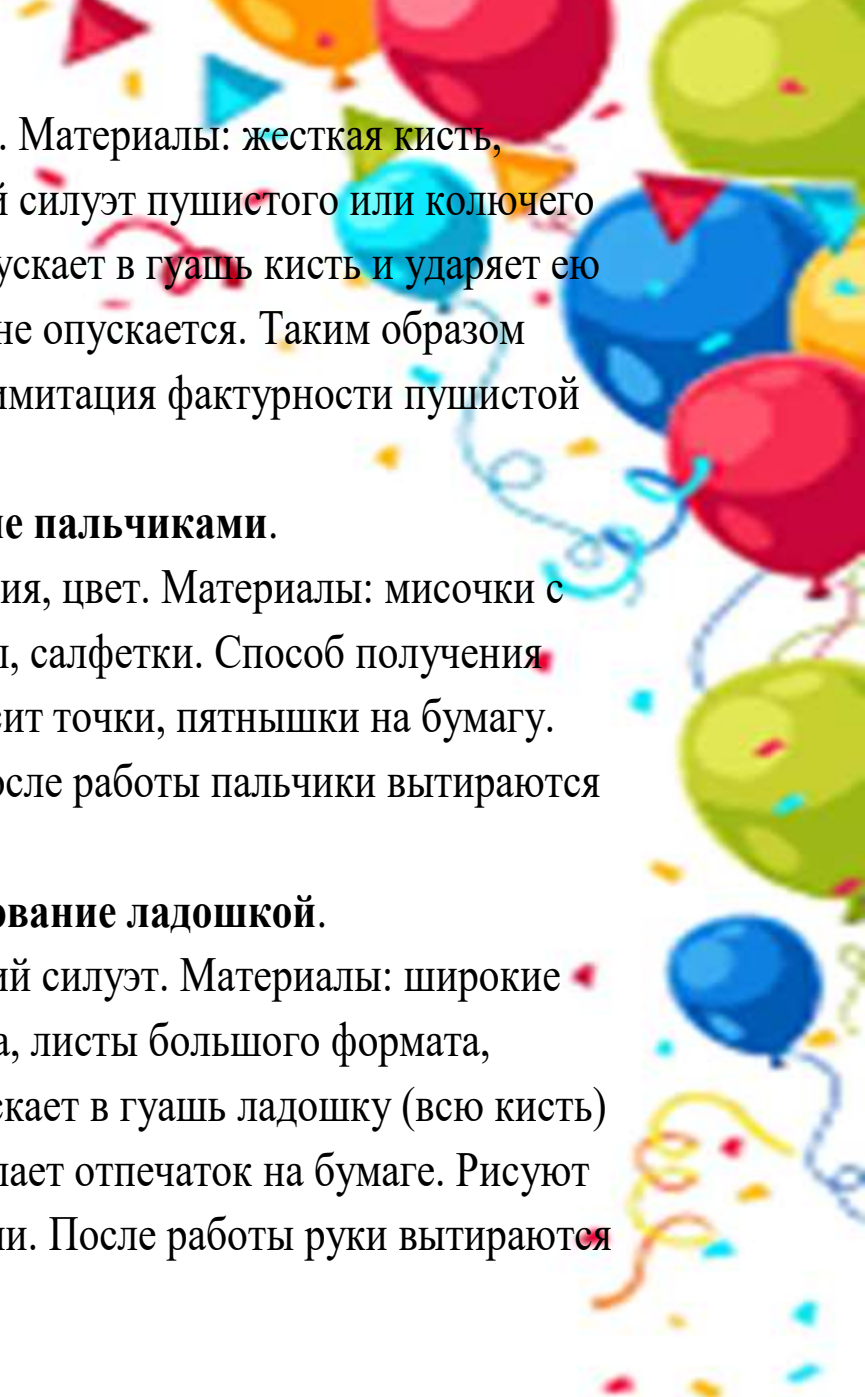 . Материалы: жесткая кисть,
й силуэт пушистого или колючего
ускает в гуашь кисть и ударяет ею
не опускается. Таким образом
имитация фактурности пушистой
ие пальчиками.
ия, цвет. Материалы: мисочки с
ы, салфетки. Способ получения
сит точки, пятнышки на бумагу.
осле работы пальчики вытираются
ование ладошкой.
ий силуэт. Материалы: широкие
а, листы большого формата,
скает в гуашь ладошку (всю кисть)
лает отпечаток на бумаге. Рисуют
ми. После работы руки вытираются